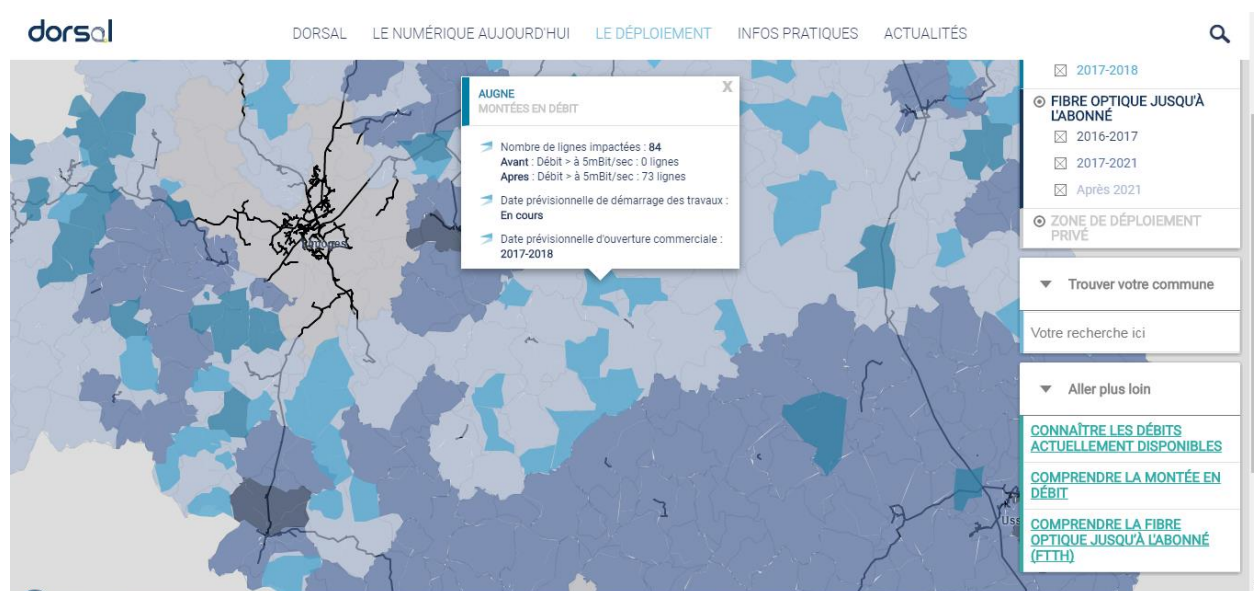 dorsal
DORSAL LE NUMÉRIQUE AUJOURD'HUI LE DÉPLOIEMENT INFOS PRATIQUES ACTUALITÉS
AUGNE
X
MONTÉES EN DÉBIT
Nombre de lignes impactées : 84
Avant : Débit > à 5mBit/sec : 0 lignes
Apres : Débit > à 5mBit/sec : 73 lignes
Date prévisionnelle de démarrage des travaux :
En cours
Date prévisionnelle d'ouverture commerciale :
2017-2018
Limoges
2017-2018
FIBRE OPTIQUE JUSQU'À
L'ABONNÉ
2016-2017
2017-2021
Après 2021
ZONE DE DÉPLOIEMENT
PRIVÉ
Trouver votre commune
Votre recherche ici
Aller plus loin
CONNAÎTRE LES DÉBITS
ACTUELLEMENT DISPONIBLES
COMPRENDRE LA MONTÉE EN
DÉBIT
COMPRENDRE LA FIBRE
OPTIQUE JUSQU'À L'ABONNÉ
(FTTH)
Uss